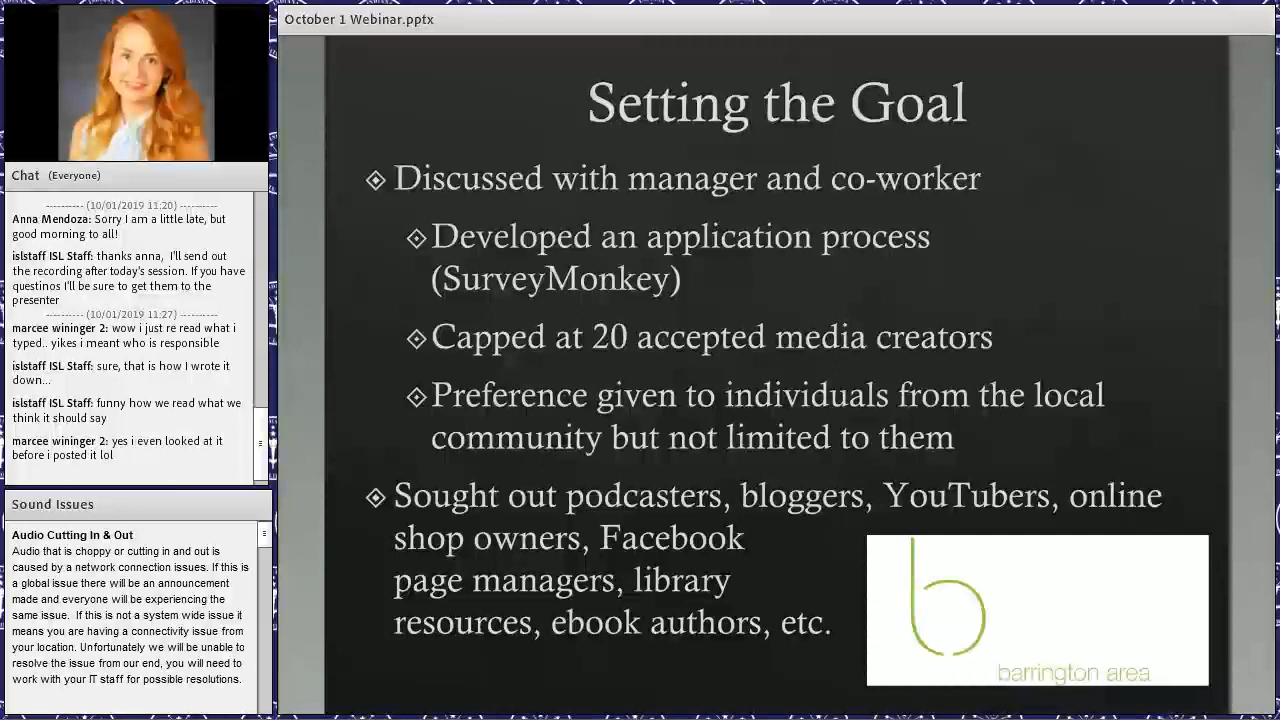 October 1 Webinar.pptx
Chat (Everyone)
---------- (10/01/2019 11:20) ----------
Anna Mendoza: Sorry I am a little late, but
good morning to all!
islstaff ISL Staff: thanks anna, I'll send out
the recording after today's session. If you have
questinos I'll be sure to get them to the
presenter
---------- (10/01/2019 11:27) ----------
marcee wininger 2: wow i just re read what i
typed.. yikes i meant who is responsible
islstaff ISL Staff: sure, that is how I wrote it
down...
islstaff ISL Staff: funny how we read what we
think it should say
marcee wininger 2: yes i even looked at it
before i posted it lol
Sound Issues
Audio Cutting In & Out
Audio that is choppy or cutting in and out is
caused by a network connection issues. If this is
a global issue there will be an announcement
made and everyone will be experiencing the
same issue. If this is not a system wide issue it
means you are having a connectivity issue from
your location. Unfortunately we will be unable to
resolve the issue from our end, you will need to
work with your IT staff for possible resolutions.
Setting the Goal
Discussed with manager and co-worker
Developed an application process
(SurveyMonkey)
Capped at 20 accepted media creators
Preference given to individuals from the local
community but not limited to them
Sought out podcasters, bloggers, YouTubers, online
shop owners, Facebook
page managers, library
resources, ebook authors, etc.
b
barrington area